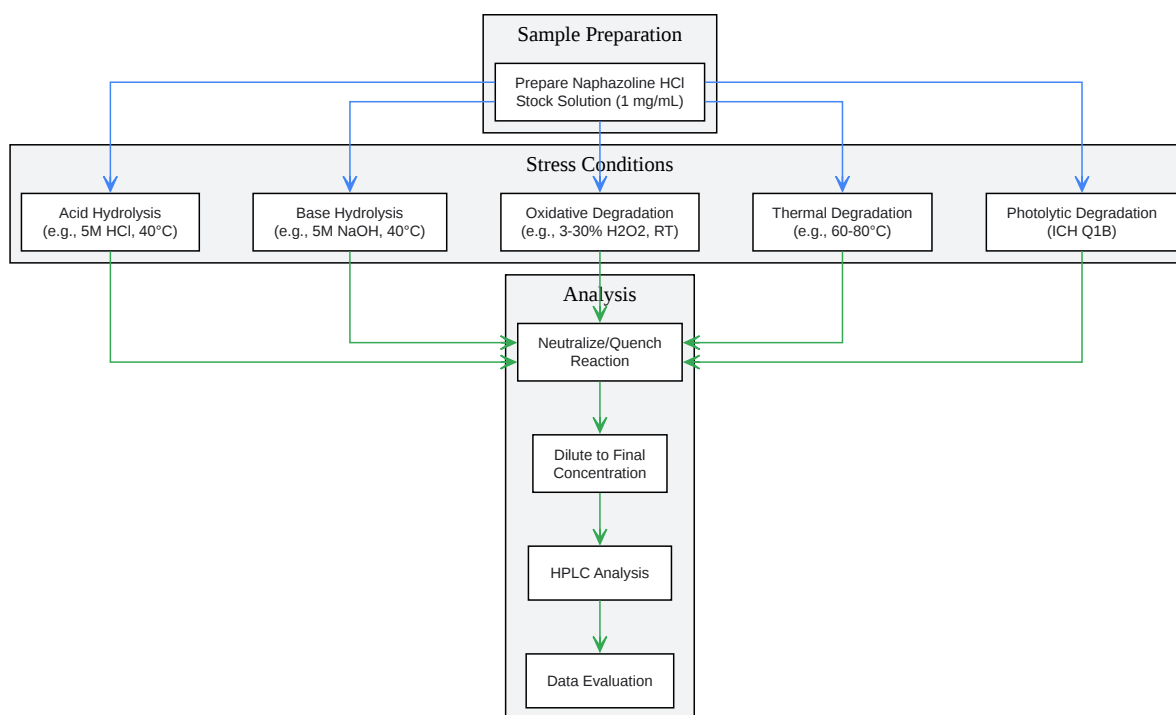 Sample Preparation
Prepare Naphazoline HCl
Stock Solution (1 mg/mL)
Stress Conditions
Acid Hydrolysis
(e.g., 5M HCl, 40°C)
Base Hydrolysis
(e.g., 5M NaOH, 40°C)
Oxidative Degradation
(e.g., 3-30% H2O2, RT)
Thermal Degradation
(e.g., 60-80°C)
Photolytic Degradation
(ICH Q1B)
Analysis
Neutralize/Quench
Reaction
Dilute to Final
Concentration
HPLC Analysis
Data Evaluation